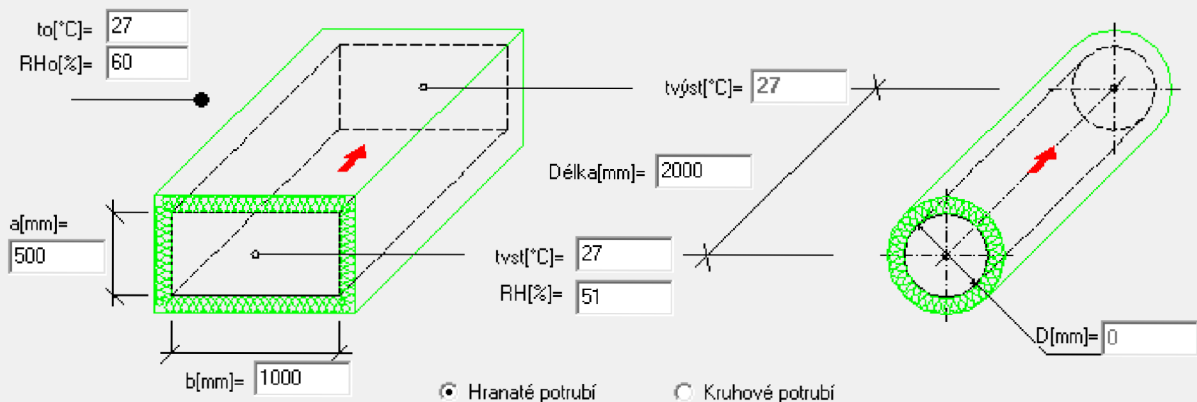 to[°C]= 27
RHo[%]= 60
tvýst[°C]= 27
Délka[mm]= 2000
a[mm]=
500
tvst[°C]= 27
RH[%]= 51
D[mm]= 0
b[mm]= 1000
Hranaté potrubí
Kruhové potrubí